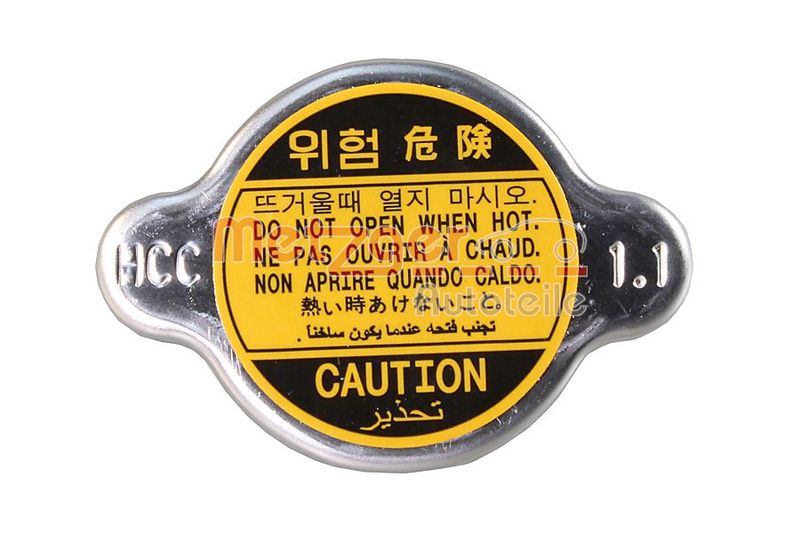 위험 危険
뜨거울때 열지 마시오.
DO NOT OPEN WHEN HOT.
NE PAS OUVRIR À CHAUD.
NON APRIRE QUANDO CALDO.
熱い時あけないこと。
تجنب فتحه عندما يكون ساخناً .
CAUTION
تحذير
HCC
1.1
metzger
Autoteile